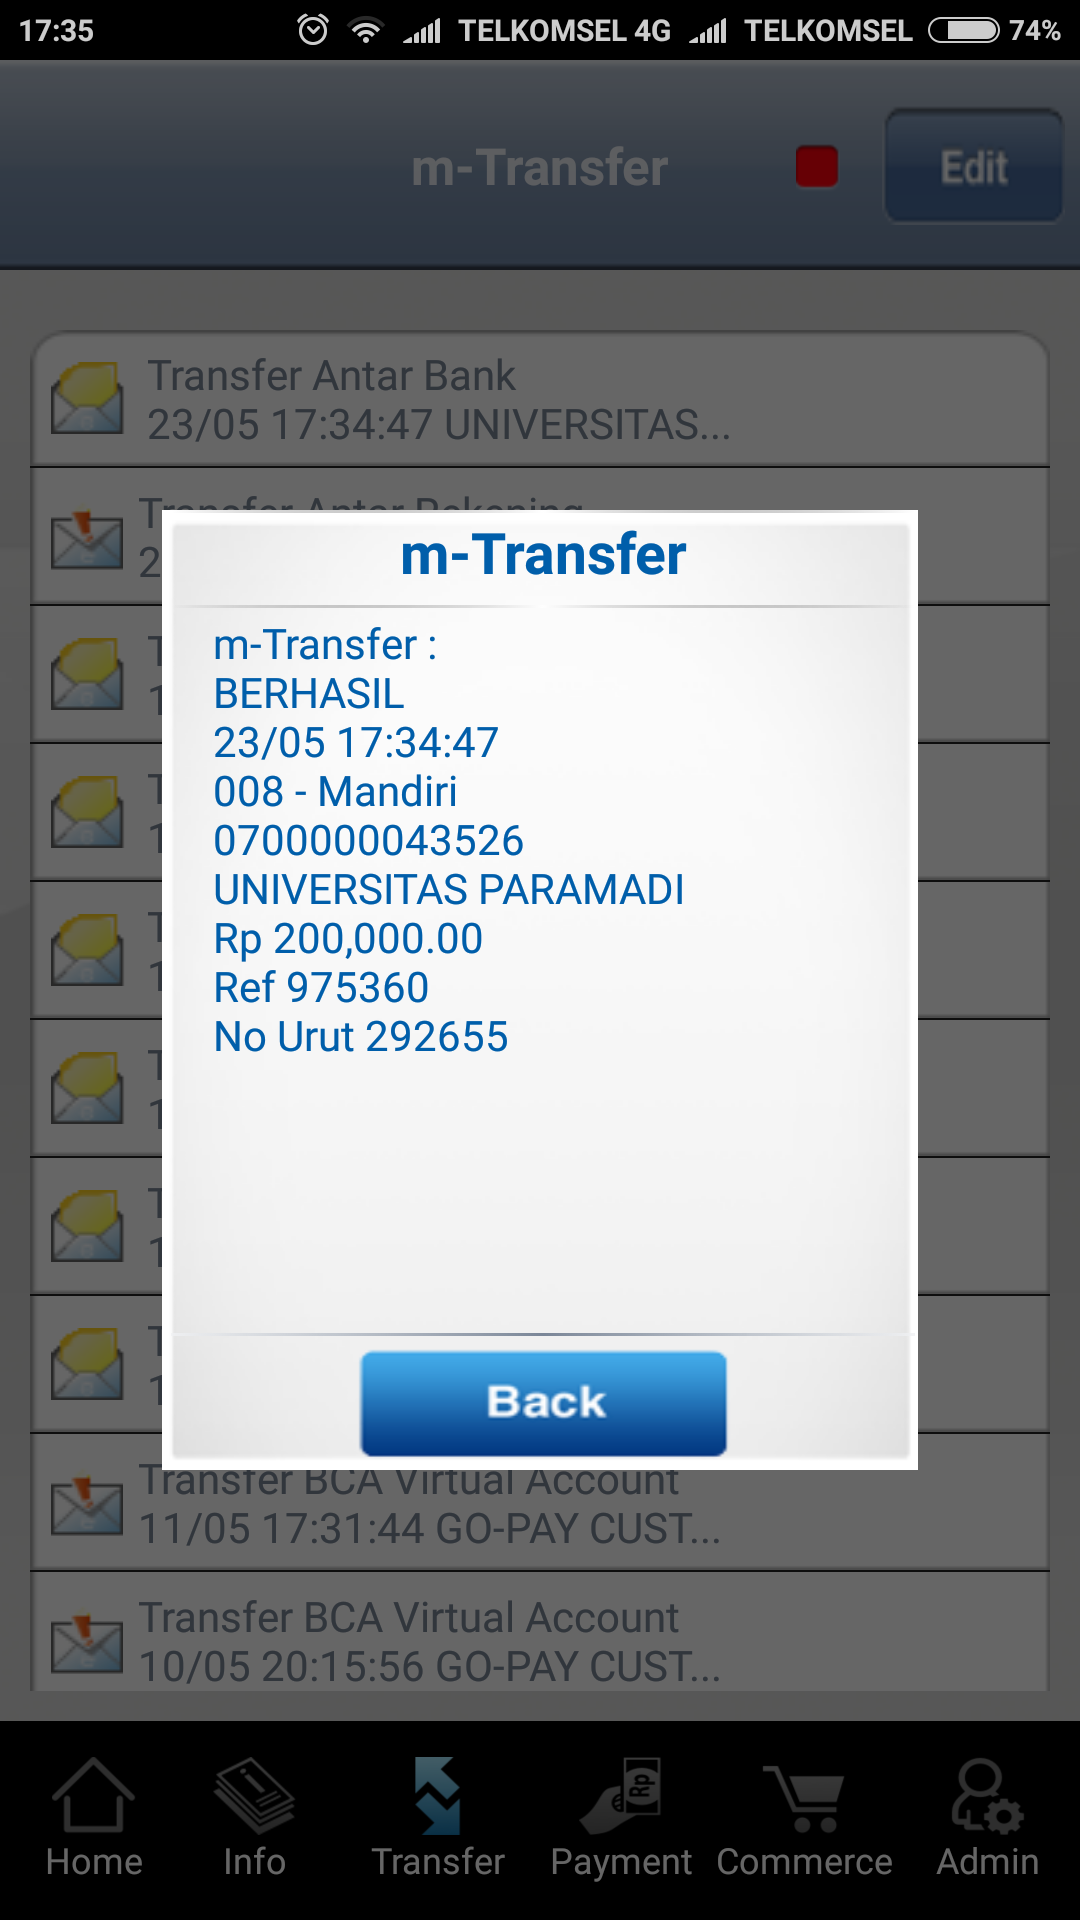 17:35 TELKOMSEL 4G TELKOMSEL 74%
m-Transfer Edit
Transfer Antar Bank
23/05 17:34:47 UNIVERSITAS...
Transfer Antar Rekening
2
m-Transfer
m-Transfer :
BERHASIL
23/05 17:34:47
008 - Mandiri
0700000043526
UNIVERSITAS PARAMADI
Rp 200,000.00
Ref 975360
No Urut 292655
Back
Transfer BCA Virtual Account
11/05 17:31:44 GO-PAY CUST...
Transfer BCA Virtual Account
10/05 20:15:56 GO-PAY CUST...
Home Info Transfer Payment Commerce Admin